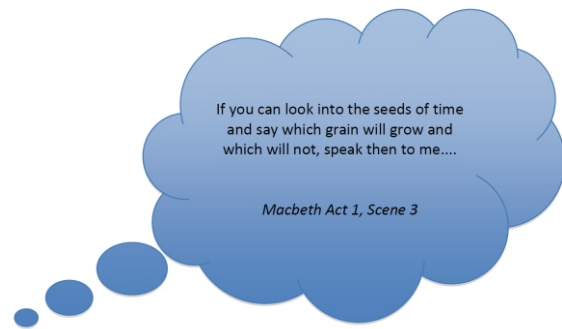 If you can look into the seeds of time
and say which grain will grow and
which will not, speak then to me....
Macbeth Act 1, Scene 3